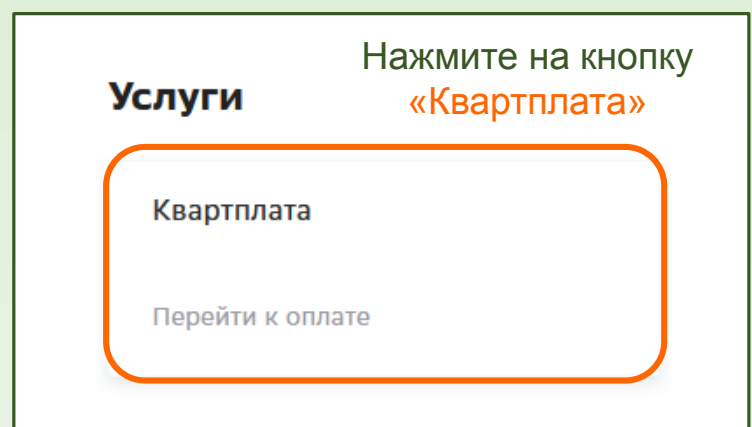 Нажмите на кнопку
«Квартплата»
Услуги
Квартплата
Перейти к оплате